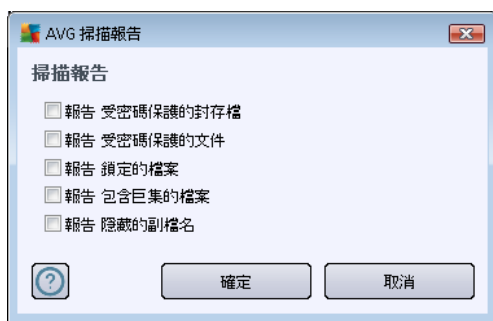 AVG 掃描報告
掃描報告
報告 受密碼保護的封存檔
報告 受密碼保護的文件
報告 鎖定的檔案
報告 包含巨集的檔案
報告 隱藏的副檔名
?
確定
取消